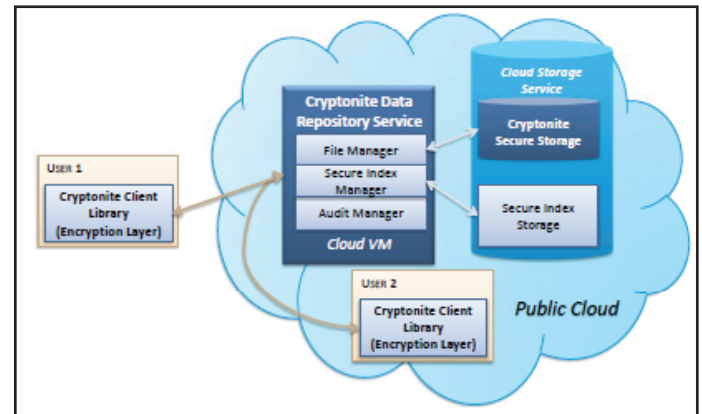 Cloud Storage
Service
Cryptonite Data
Repository Service
Cryptonite
Secure Storage
File Manager
Secure Index
Manager
Audit Manager
Cloud VM
Secure Index
Storage
USER 1
Cryptonite Client
Library
(Encryption Layer)
USER 2
Cryptonite Client
Library
(Encryption Layer)
Public Cloud